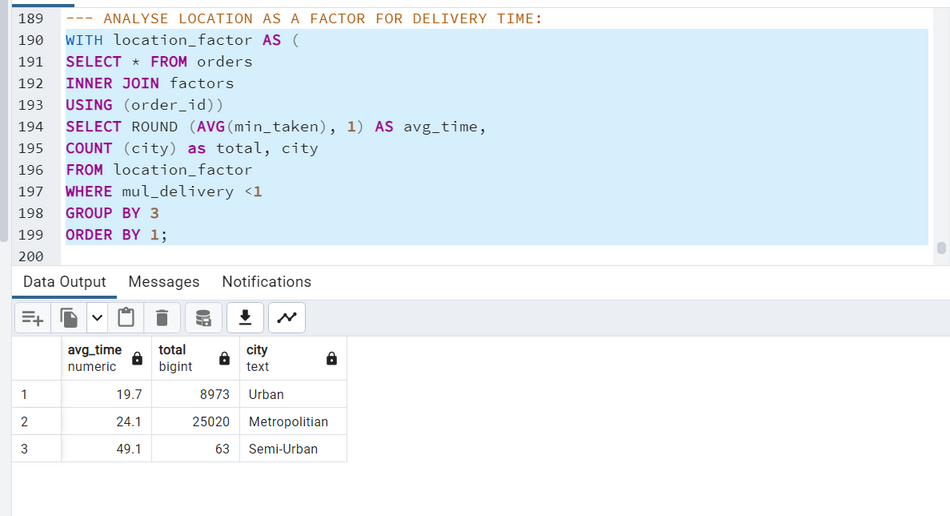 189 --- ANALYSE LOCATION AS A FACTOR FOR DELIVERY TIME:
190 WITH location_factor AS (
191 SELECT * FROM orders
192 INNER JOIN factors
193 USING (order_id))
194 SELECT ROUND (AVG(min_taken), 1) AS avg_time,
195 COUNT (city) as total, city
196 FROM location_factor
197 WHERE mul_delivery <1
198 GROUP BY 3
199 ORDER BY 1;
200
Data Output Messages Notifications
avg_time total city
numeric bigint text
1 19.7 8973 Urban
2 24.1 25020 Metropolitian
3 49.1 63 Semi-Urban